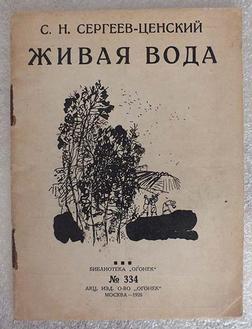 С. Н. СЕРГЕЕВ-ЦЕНСКИЙ
ЖИВАЯ ВОДА
БИБЛИОТЕКА „ОГОНЕК"
№ 334
АКЦ. ИЗД. О-ВО „ОГОНЕК"
МОСКВА—1928